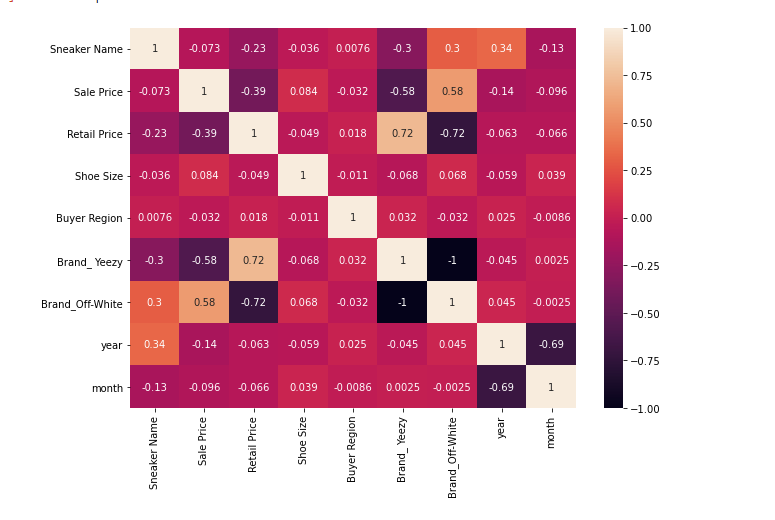 1.00
Sneaker Name 1 -0.073 -0.23 -0.036 0.0076 -0.3 0.3 0.34 -0.13
0.75
Sale Price -0.073 1 -0.39 0.084 -0.032 -0.58 0.58 -0.14 -0.096
0.50
Retail Price -0.23 -0.39 1 -0.049 0.018 0.72 -0.72 -0.063 -0.066
0.25
Shoe Size -0.036 0.084 -0.049 1 -0.011 -0.068 0.068 -0.059 0.039
0.00
Buyer Region 0.0076 -0.032 0.018 -0.011 1 0.032 -0.032 0.025 -0.0086
-0.25
Brand_ Yeezy -0.3 -0.58 0.72 -0.068 0.032 1 -1 -0.045 0.0025
-0.50
Brand_Off-White 0.3 0.58 -0.72 0.068 -0.032 -1 1 0.045 -0.0025
year 0.34 -0.14 -0.063 -0.059 0.025 -0.045 0.045 1 -0.69
-0.75
month -0.13 -0.096 -0.066 0.039 -0.0086 0.0025 -0.0025 -0.69 1
-1.00
Sneaker Name
Sale Price
Retail Price
Shoe Size
Buyer Region
Brand_ Yeezy
Brand_Off-White
year
month